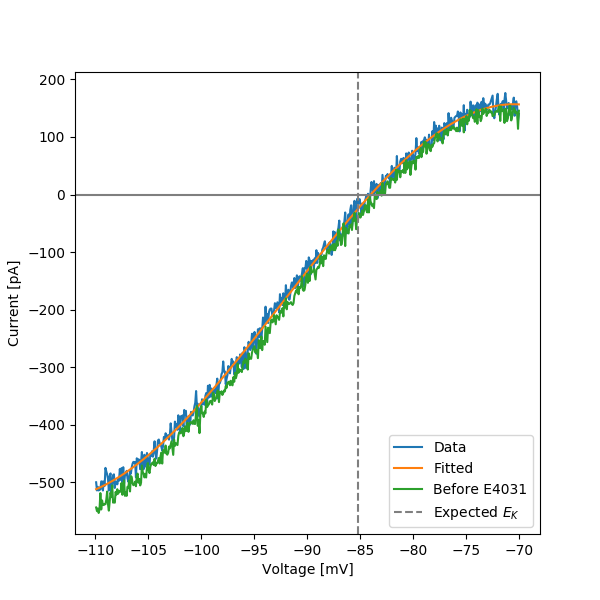 200
100
0
−100
−200
−300
−400
−500
Current [pA]
−110
−105
−100
−95
−90
−85
−80
−75
−70
Voltage [mV]
Data
Fitted
Before E4031
Expected E_K